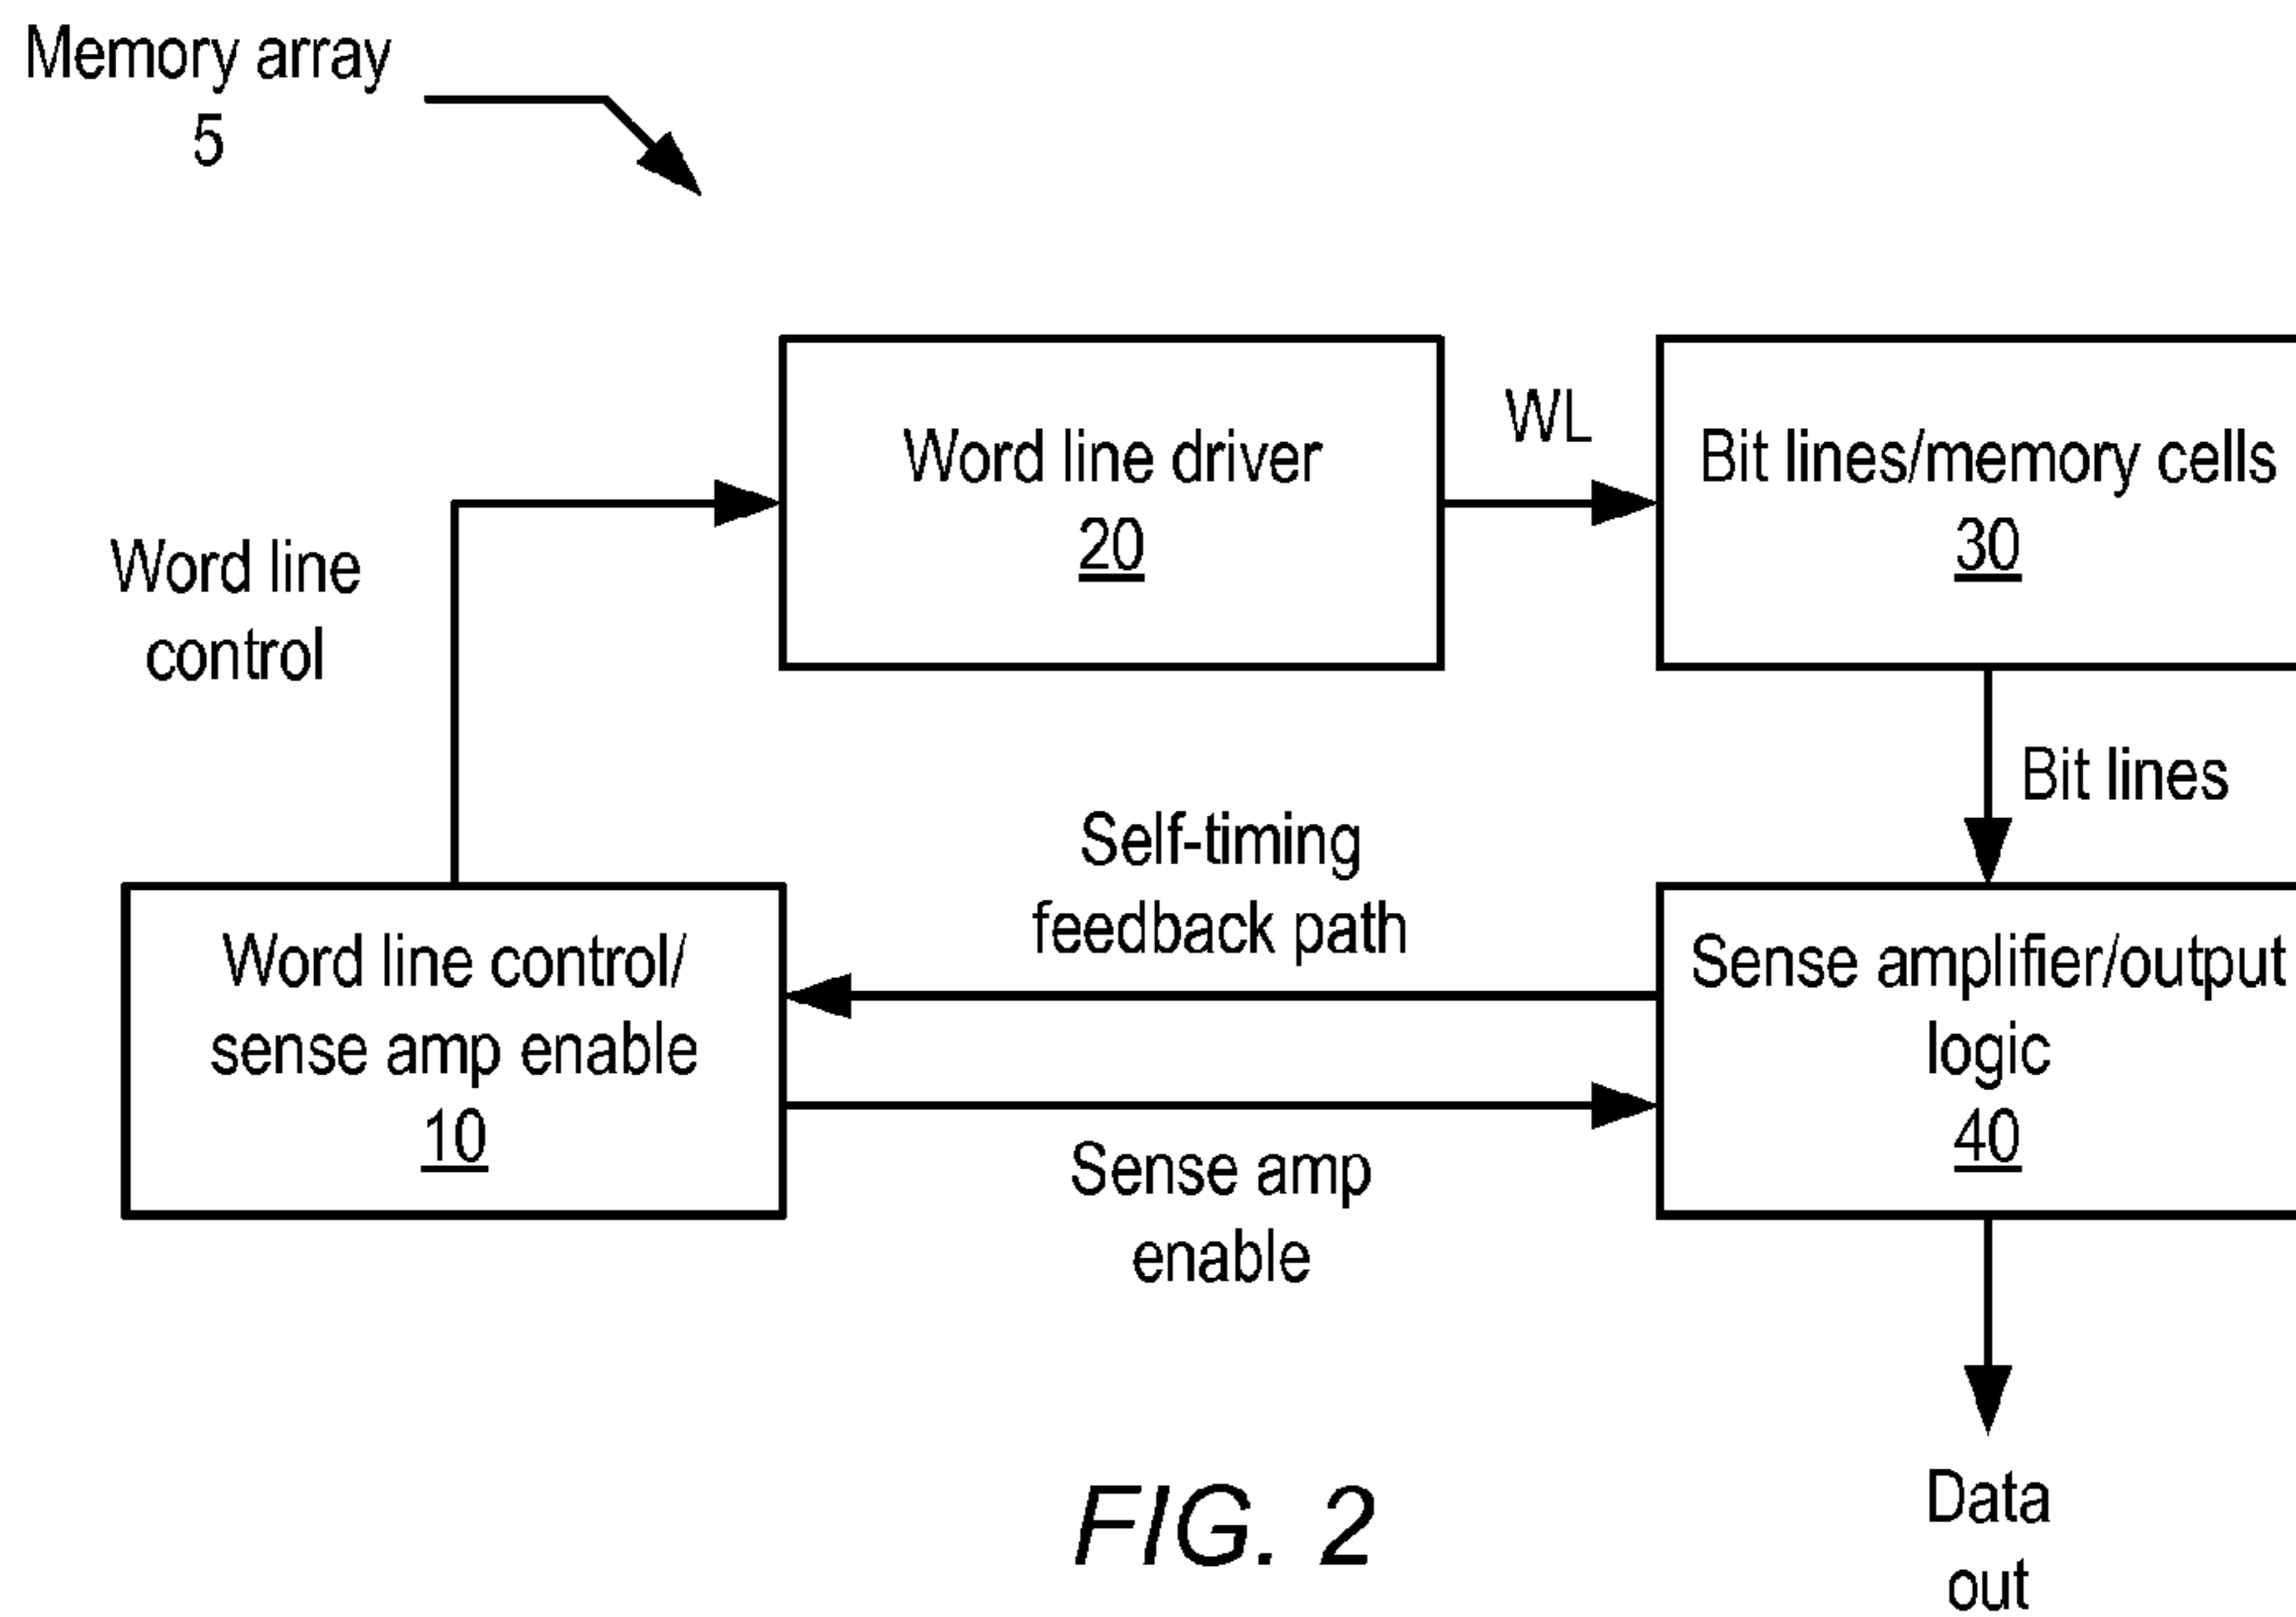 Memory array
5
Word line driver
20
WL
Bit lines/memory cells
30
Word line
control
Bit lines
Self-timing
feedback path
Word line control/
sense amp enable
10
Sense amplifier/output
logic
40
Sense amp
enable
Data
out
FIG. 2